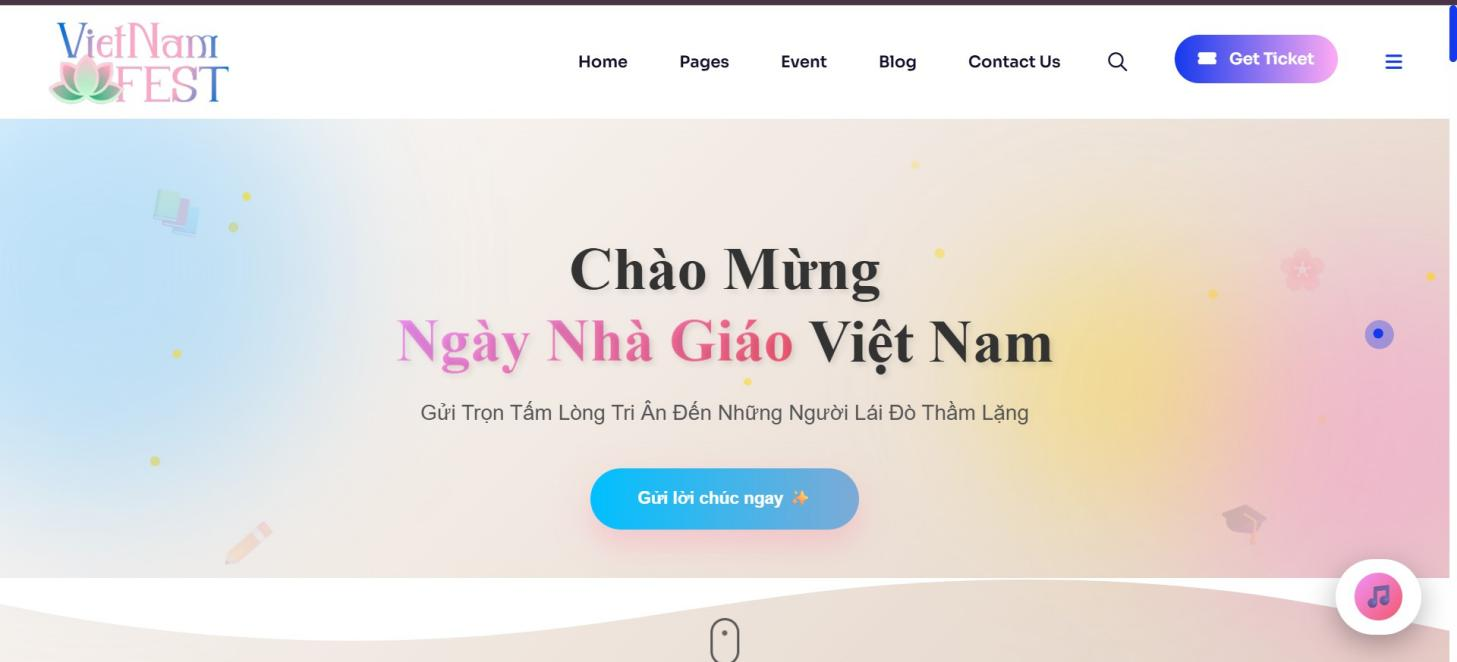 VietNam
FEST
Home Pages Event Blog Contact Us Get Ticket
Chào Mừng
Ngày Nhà Giáo Việt Nam
Gửi Trọn Tấm Lòng Tri Ân Đến Những Người Lái Đò Thầm Lặng
Gửi lời chúc ngay ✨